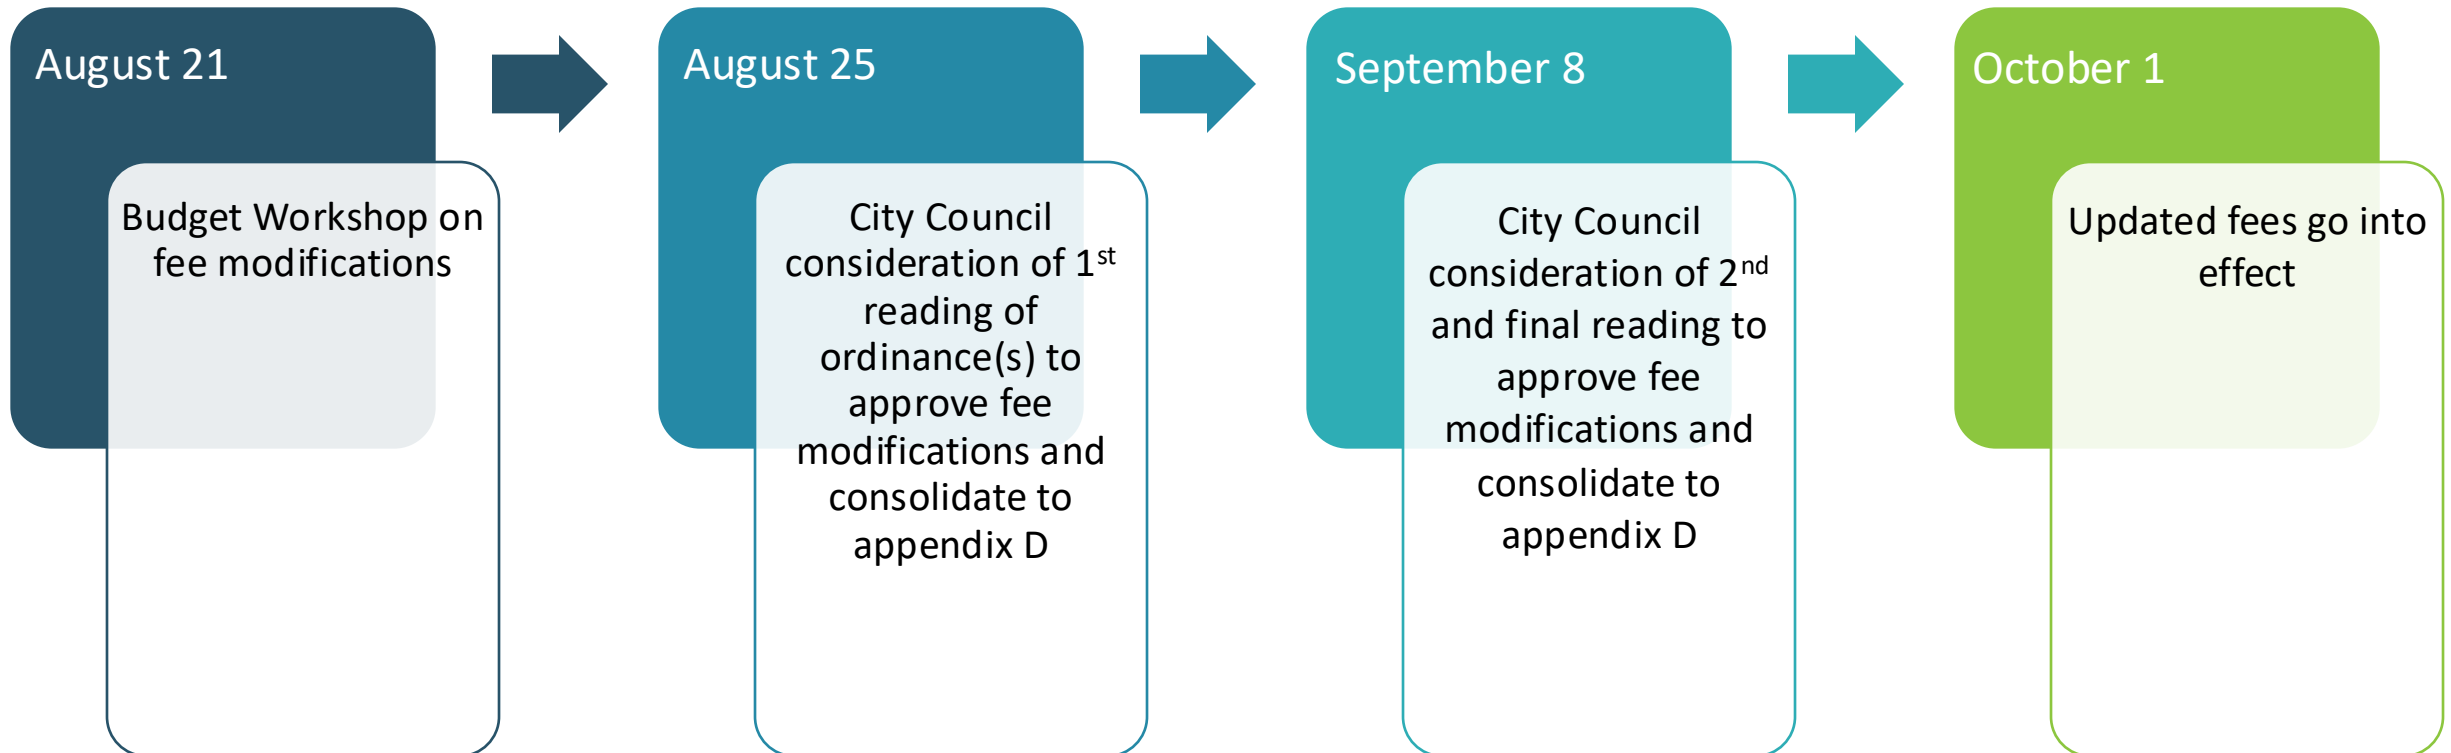 August 21
Budget Workshop on
fee modifications
August 25
City Council
consideration of 1st
reading of
ordinance(s) to
approve fee
modifications and
consolidate to
appendix D
September 8
City Council
consideration of 2nd
and final reading to
approve fee
modifications and
consolidate to
appendix D
October 1
Updated fees go into
effect